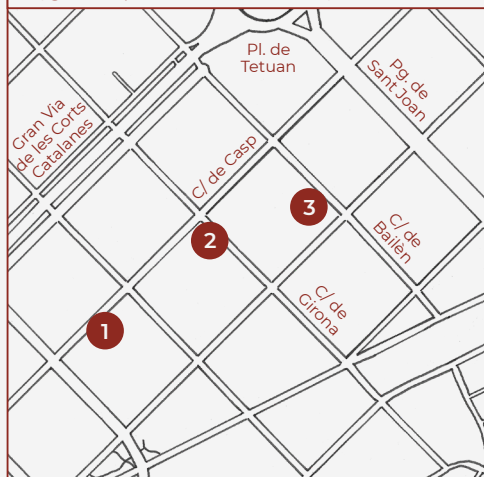 Pl. de
Tetuan
Pg. de
Sant Joan
Gran Via
de les Corts
Catalanes
C/ de Casp
3
C/ de
Bailèn
2
C/ de
Girona
1